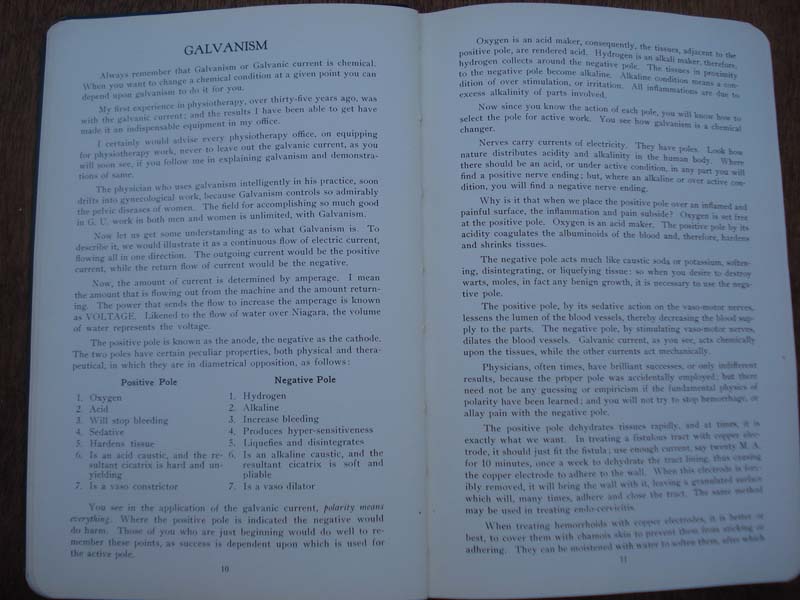 GALVANISM
Always remember that Galvanism or Galvanic current is chemical.
When you want to change a chemical condition at a given point you can
depend upon galvanism to do it for you.
My first experience in physiotherapy, over thirty-five years ago, was
with the galvanic current; and the results I have been able to get have
made it an indispensable equipment in my office.
I certainly would advise every physiotherapy office, on equipping
for physiotherapy work, never to leave out the galvanic current, as you
will soon see, if you follow me in explaining galvanism and demonstra-
tions of same.
The physician who uses galvanism intelligently in his practice, soon
drifts into gynecological work, because Galvanism controls so admirably
the pelvic diseases of women. The field for accomplishing so much good
in G. U. work in both men and women is unlimited, with Galvanism.
Now let us get some understanding as to what Galvanism is. To
describe it, we would illustrate it as a continuous flow of electric current,
flowing all in one direction. The outgoing current would be the positive
current, while the return flow of current would be the negative.
Now, the amount of current is determined by amperage. I mean
the amount that is flowing out from the machine and the amount return-
ing. The power that sends the flow to increase the amperage is known
as VOLTAGE. Likened to the flow of water over Niagara, the volume
of water represents the voltage.
The positive pole is known as the anode, the negative as the cathode.
The two poles have certain peculiar properties, both physical and thera-
peutical, in which they are in diametrical opposition, as follows:
Positive Pole
1. Oxygen
2. Acid
3. Will stop bleeding
4. Sedative
5. Hardens tissue
6. Is an acid caustic, and the re-
sultant cicatrix is hard and un-
yielding
7. Is a vaso constrictor
Negative Pole
1. Hydrogen
2. Alkaline
3. Increase bleeding
4. Produces hyper-sensitiveness
5. Liquefies and disintegrates
6. Is an alkaline caustic, and the
resultant cicatrix is soft and
pliable
7. Is a vaso dilator
You see in the application of the galvanic current, polarity means
everything. Where the positive pole is indicated the negative would
do harm. Those of you who are just beginning would do well to re-
member these points, as success is dependent upon which is used for
the active pole.
10
Oxygen is an acid maker, consequently, the tissues, adjacent to the
positive pole, are rendered acid. Hydrogen is an alkali maker, therefore,
hydrogen collects around the negative pole. The tissues in proximity
to the negative pole become alkaline. Alkaline condition means a con-
dition of over stimulation, or irritation. All inflammations are due to
excess alkalinity of parts involved.
Now since you know the action of each pole, you will know how to
select the pole for active work. You see how galvanism is a chemical
changer.
Nerves carry currents of electricity. They have poles. Look how
nature distributes acidity and alkalinity in the human body. Where
there should be an acid, or under active condition, in any part you will
find a positive nerve ending; but, where an alkaline or over active con-
dition, you will find a negative nerve ending.
Why is it that when we place the positive pole over an inflamed and
painful surface, the inflammation and pain subside? Oxygen is set free
at the positive pole. Oxygen is an acid maker. The positive pole by its
acidity coagulates the albuminoids of the blood and, therefore, hardens
and shrinks tissues.
The negative pole acts much like caustic soda or potassium, soften-
ing, disintegrating, or liquefying tissue: so when you desire to destroy
warts, moles, in fact any benign growth, it is necessary to use the nega-
tive pole.
The positive pole, by its sedative action on the vaso-motor nerves,
lessens the lumen of the blood vessels, thereby decreasing the blood sup-
ply to the parts. The negative pole, by stimulating vaso-motor nerves,
dilates the blood vessels. Galvanic current, as you see, acts chemically
upon the tissues, while the other currents act mechanically.
Physicians, often times, have brilliant successes, or only indifferent
results, because the proper pole was accidentally employed; but there
need not be any guessing or empiricism if the fundamental physics of
polarity have been learned; and you will not try to stop hemorrhage, or
allay pain with the negative pole.
The positive pole dehydrates tissues rapidly, and at times, it is
exactly what we want. In treating a fistulous tract with copper elec-
trode, it should just fit the fistula; use enough current, say twenty M. A.
for 10 minutes, once a week to dehydrate the tract lining, thus causing
the copper electrode to adhere to the wall. When this electrode is forc-
ibly removed, it will bring the wall with it, leaving a granulated surface
which will, many times, adhere and close the tract. The same method
may be used in treating endo-cervicitis.
When treating hemorrhoids with copper electrodes, it is better or
best, to cover them with chamois skin to prevent them from sticking or
adhering. They can be moistened with water to soften them, after which
11